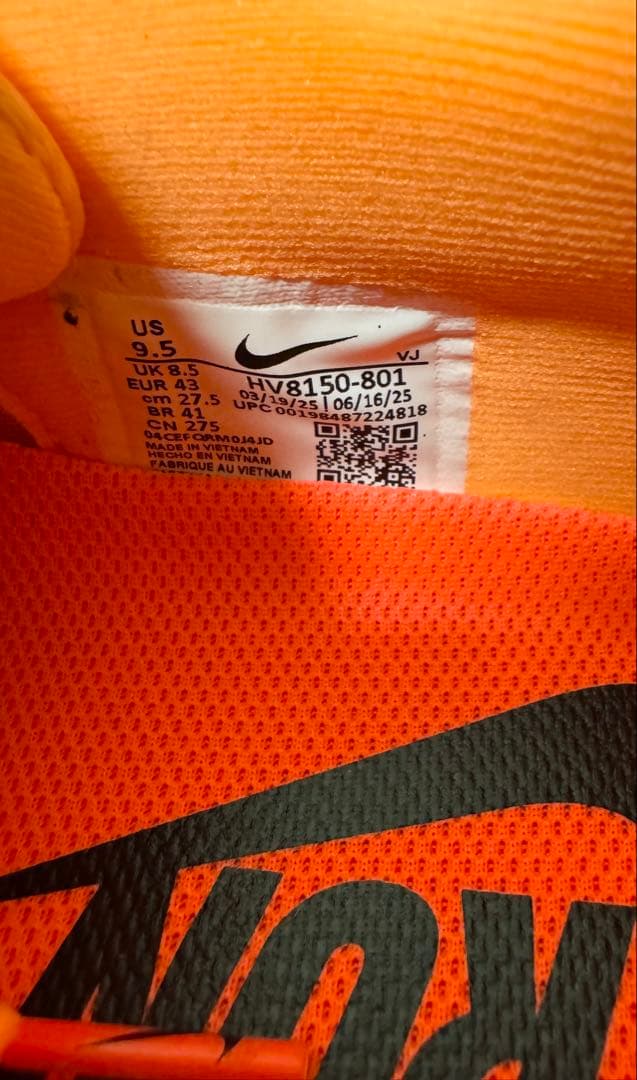 US
9.5
UK 8.5
EUR 43
cm 27.5
BR 41
CN 275
04CEFQRM0J4JD
MADE IN VIETNAM
HECHO EN VIETNAM
FABRIQUE AU VIETNAM
VJ
HV8150-801
03/19/25 | 06/16/25
UPC 00198487224818